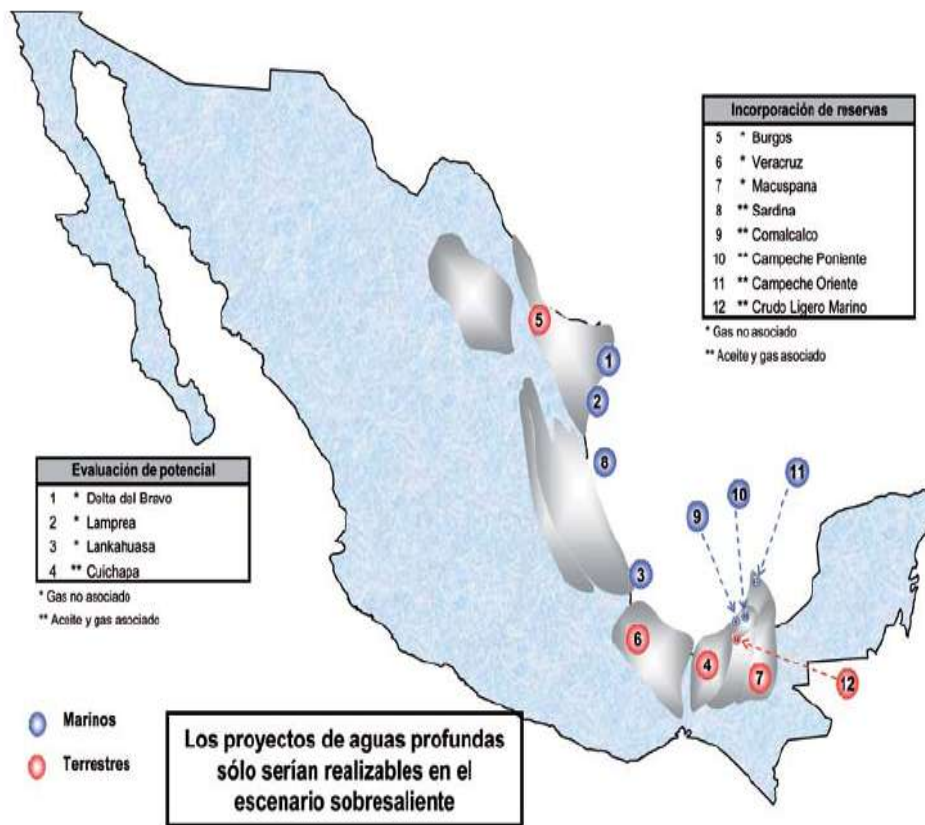 Incorporación de reservas
5 * Burgos
6 * Veracruz
7 * Macuspana
8 ** Sardina
9 ** Comalcalco
10 ** Campeche Poniente
11 ** Campeche Oriente
12 ** Crudo Ligero Marino
* Gas no asociado
** Aceite y gas asociado
5
1
2
8
11
10
9
3
6
4
7
12
Evaluación de potencial
1 * Delta del Bravo
2 * Lamprea
3 * Lankahuasa
4 ** Cuichapa
* Gas no asociado
** Aceite y gas asociado
Marinos
Terrestres
Los proyectos de aguas profundas
sólo serían realizables en el
escenario sobresaliente